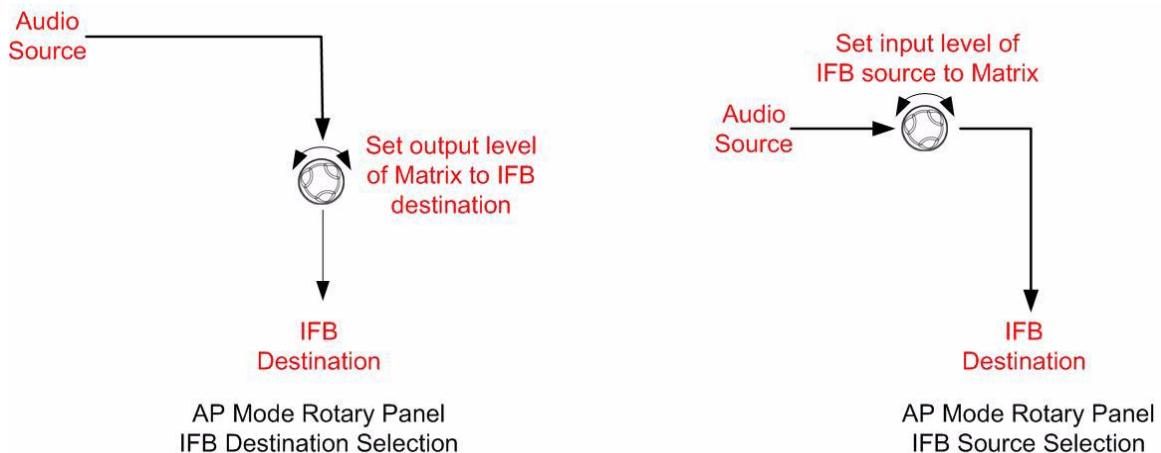 Audio
Source
Set output level
of Matrix to IFB
destination
IFB
Destination
AP Mode Rotary Panel
IFB Destination Selection
Set input level of
IFB source to Matrix
Audio
Source
IFB
Destination
AP Mode Rotary Panel
IFB Source Selection